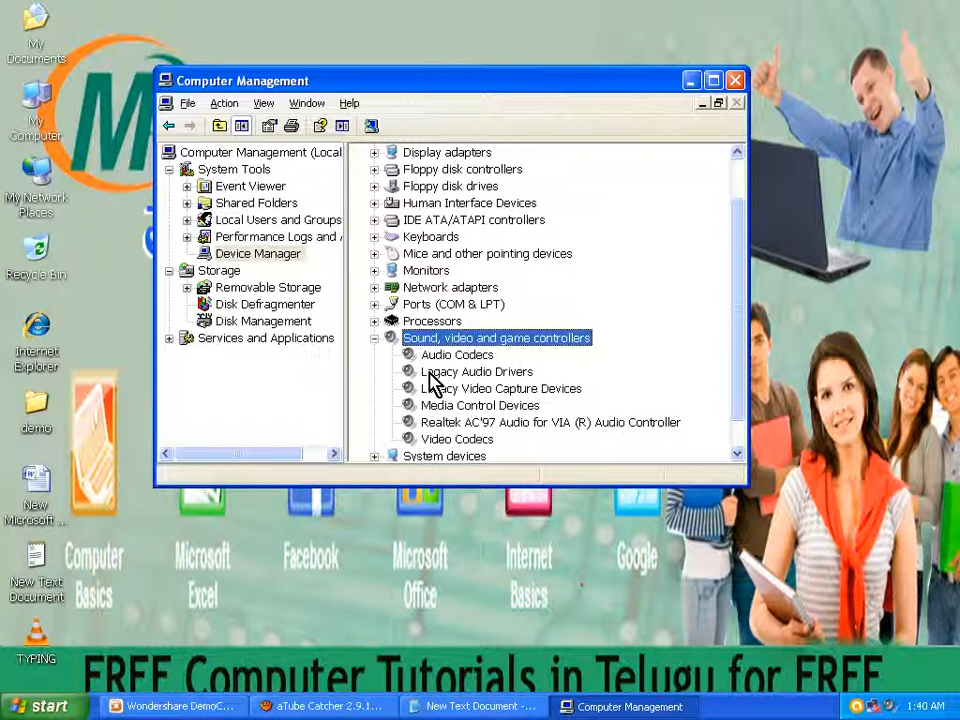 My
Documents
My
Computer
My Network
Places
Recycle Bin
Internet
Explorer
demo
New
Microsoft ...
New Text
Document
TYPING
Computer Management
File Action View Window Help
Computer Management (Local
System Tools
Event Viewer
Shared Folders
Local Users and Groups
Performance Logs and
Device Manager
Storage
Removable Storage
Disk Defragmenter
Disk Management
Services and Applications
Display adapters
Floppy disk controllers
Floppy disk drives
Human Interface Devices
IDE ATA/ATAPI controllers
Keyboards
Mice and other pointing devices
Monitors
Network adapters
Ports (COM & LPT)
Processors
Sound, video and game controllers
Audio Codecs
Legacy Audio Drivers
Legacy Video Capture Devices
Media Control Devices
Realtek AC'97 Audio for VIA (R) Audio Controller
Video Codecs
System devices
Computer
Basics
Microsoft
Excel
Facebook
Microsoft
Office
Internet
Basics
Google
FREE Computer Tutorials in Telugu for FREE
start
Wondershare DemoC...
aTube Catcher 2.9.1...
New Text Document -...
Computer Management
1:40 AM